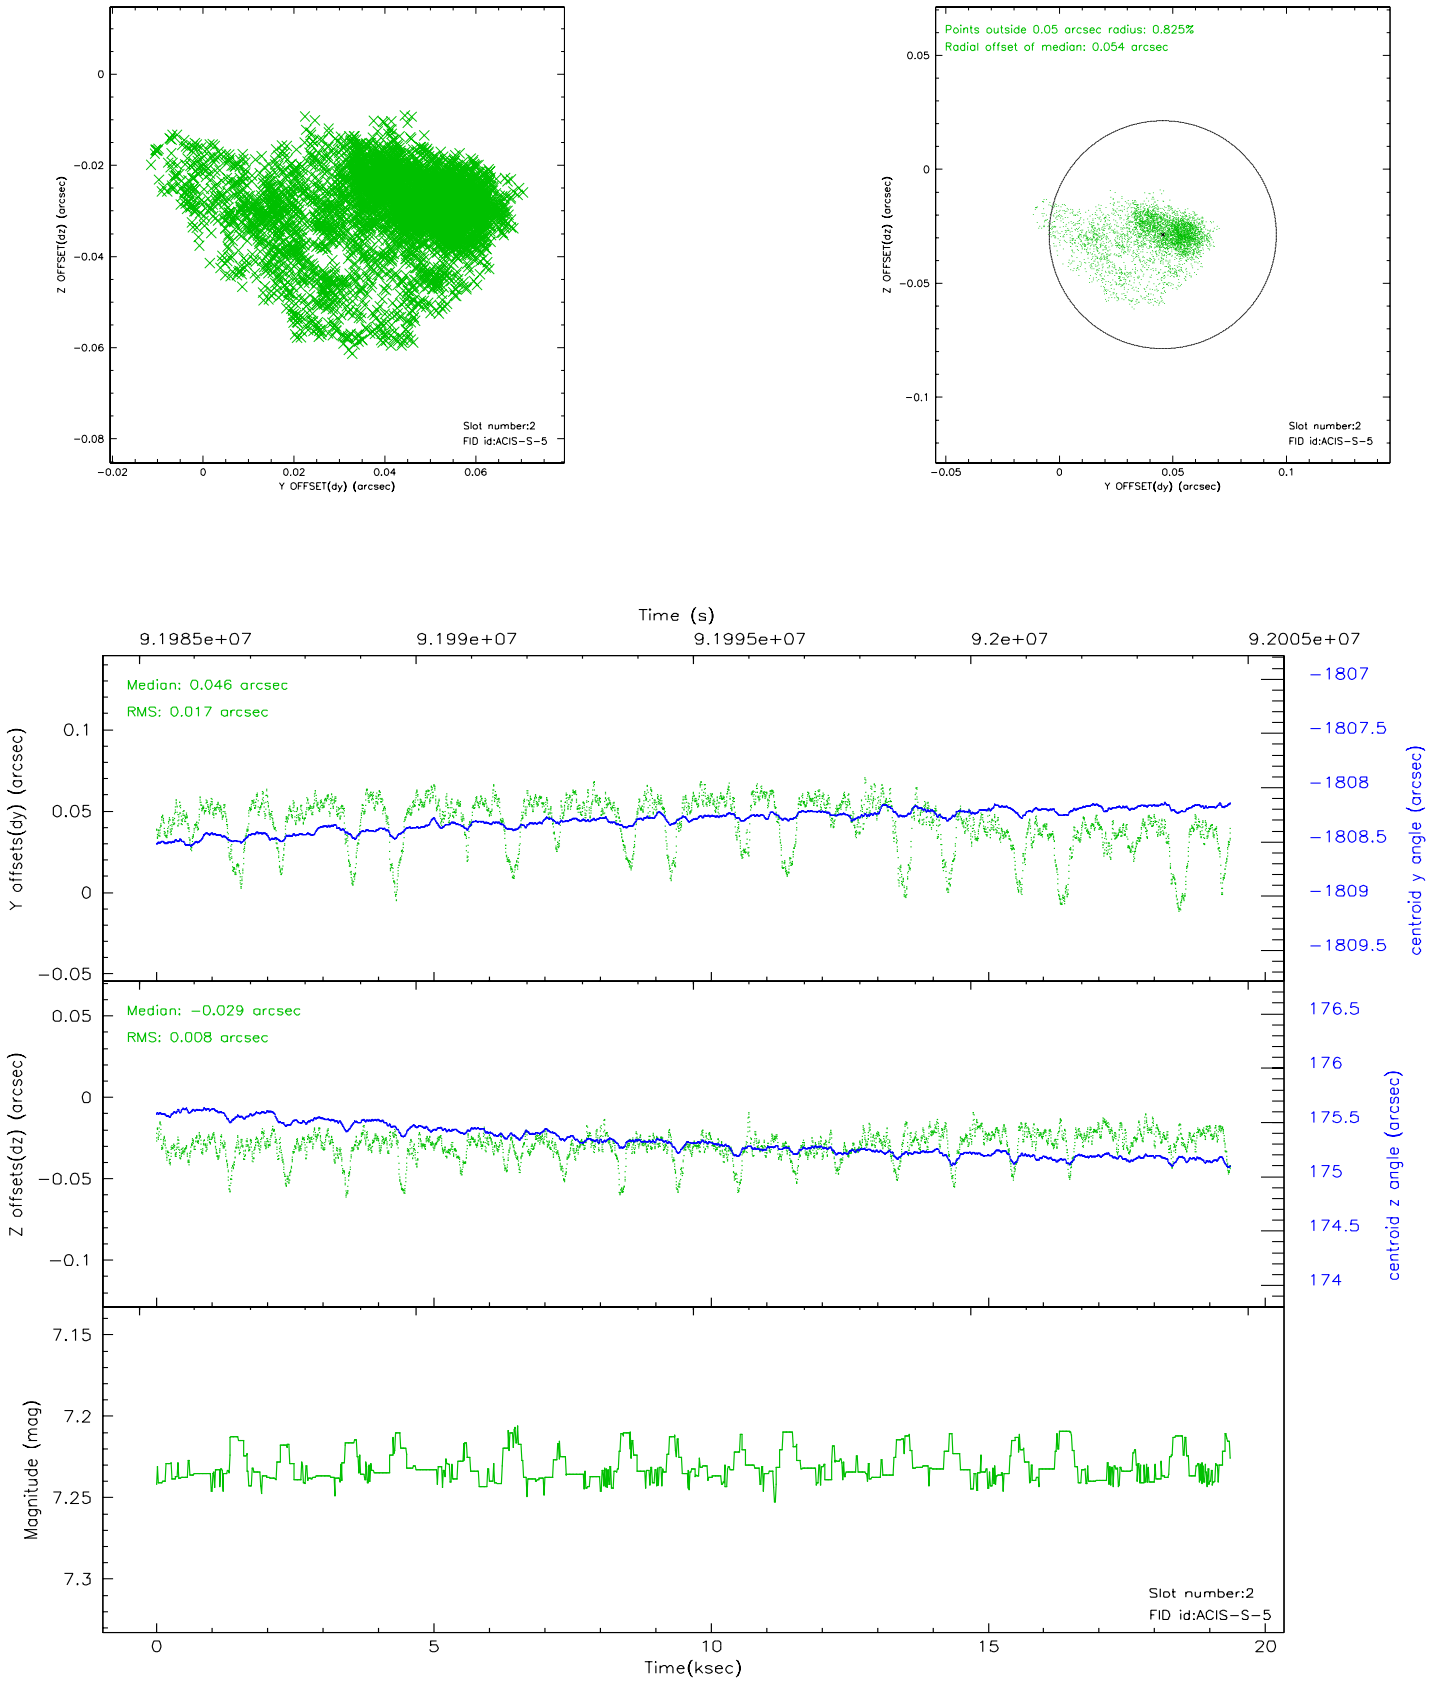 0
−0.02
−0.04
−0.06
−0.08
−0.02
0
0.02
0.04
0.06
Z OFFSET(dz) (arcsec)
Y OFFSET(dy) (arcsec)
Slot number:2
FID id:ACIS−S−5
Points outside 0.05 arcsec radius: 0.825%
Radial offset of median: 0.054 arcsec
0.05
0
−0.05
−0.1
−0.05
0
0.05
0.1
Z OFFSET(dz) (arcsec)
Y OFFSET(dy) (arcsec)
Slot number:2
FID id:ACIS−S−5
Time (s)
9.1985e+07 9.199e+07 9.1995e+07 9.2e+07 9.2005e+07
Median: 0.046 arcsec
RMS: 0.017 arcsec
0.1
0.05
0
−0.05
Y offsets(dy) (arcsec)
−1807
−1807.5
−1808
−1808.5
−1809
−1809.5
centroid y angle (arcsec)
Median: −0.029 arcsec
RMS: 0.008 arcsec
0.05
0
−0.05
−0.1
Z offsets(dz) (arcsec)
176.5
176
175.5
175
174.5
174
centroid z angle (arcsec)
7.15
7.2
7.25
7.3
Magnitude (mag)
Slot number:2
FID id:ACIS−S−5
0 5 10 15 20
Time(ksec)